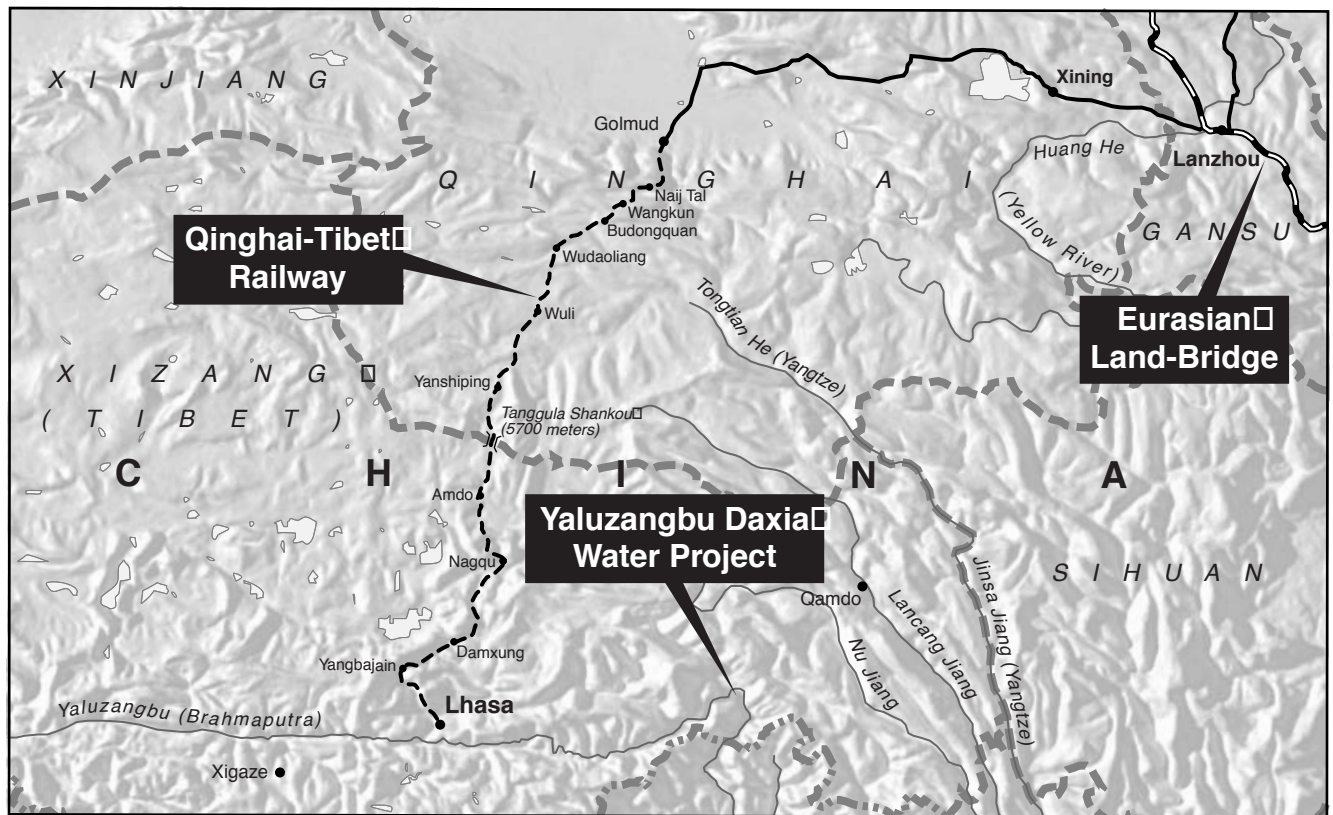 XINJIANG
Xining
Golmud
Huang He
Lanzhou
QINGHAI
Naij Tal
Wangkun
Budongquan
(Yellow River)
GANSU
Qinghai-Tibet□
Railway
Wudaoliang
Wuli
Tongtian He (Yangtze)
Eurasian□
Land-Bridge
XIZANG□
(TIBET)
Yanshiping
Tanggula Shankou□
(5700 meters)
CHINA
Amdo
Yaluzangbu Daxia□
Water Project
Nagqu
SIHUAN
Qamdo
Lancang Jiang
Jinsa Jiang (Yangtze)
Nu Jiang
Damxung
Yangbajain
Lhasa
Yaluzangbu (Brahmaputra)
Xigaze